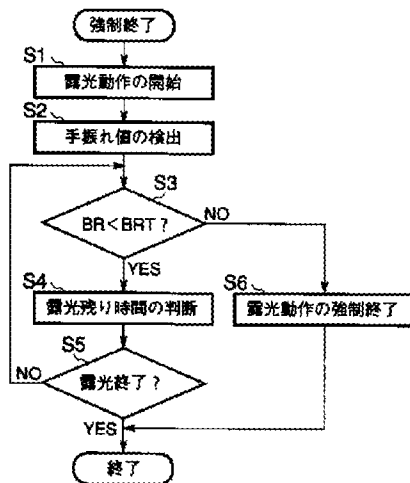 強制終了
S1
露光動作の開始
S2
手振れ値の検出
S3
BR<BRT?
NO
YES
S4
露光残り時間の判断
S6
露光動作の強制終了
S5
露光終了?
NO
YES
終了